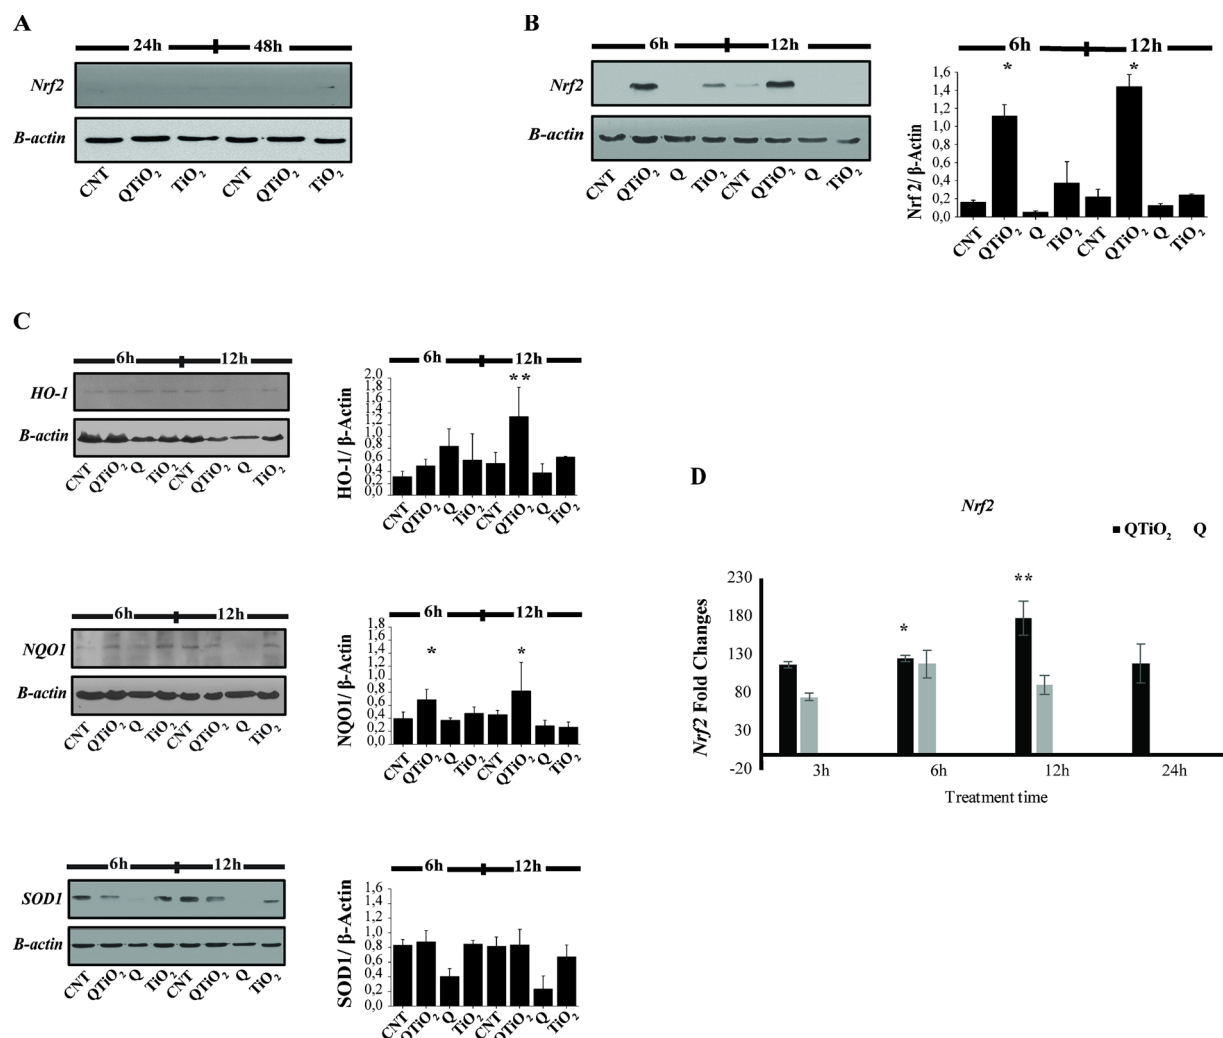 A
24h 48h
Nrf2
B-actin
CNT QTiO2 TiO2 CNT QTiO2 TiO2
B
6h 12h
Nrf2
B-actin
CNT QTiO2 Q TiO2 CNT QTiO2 Q TiO2
6h 12h
* *
Nrf 2/ β-Actin
1,6
1,4
1,2
1,0
0,8
0,6
0,4
0,2
0,0
CNT QTiO2 Q TiO2 CNT QTiO2 Q TiO2
C
6h 12h
HO-1
B-actin
CNT QTiO2 Q TiO2 CNT QTiO2 Q TiO2
6h 12h
**
HO-1/ β-Actin
2,0
1,8
1,6
1,4
1,2
1,0
0,8
0,6
0,4
0,2
0,0
CNT QTiO2 Q TiO2 CNT QTiO2 Q TiO2
6h 12h
NQO1
B-actin
CNT QTiO2 Q TiO2 CNT QTiO2 Q TiO2
6h 12h
* *
NQO1/ β-Actin
1,8
1,6
1,4
1,2
1,0
0,8
0,6
0,4
0,2
0,0
CNT QTiO2 Q TiO2 CNT QTiO2 Q TiO2
6h 12h
SOD1
B-actin
CNT QTiO2 Q TiO2 CNT QTiO2 Q TiO2
6h 12h
SOD1/ β-Actin
1,6
1,4
1,2
1,0
0,8
0,6
0,4
0,2
0,0
CNT QTiO2 Q TiO2 CNT QTiO2 Q TiO2
D
Nrf2
QTiO2 Q
Nrf2 Fold Changes
230
180
130
80
30
-20
* **
3h 6h 12h 24h
Treatment time